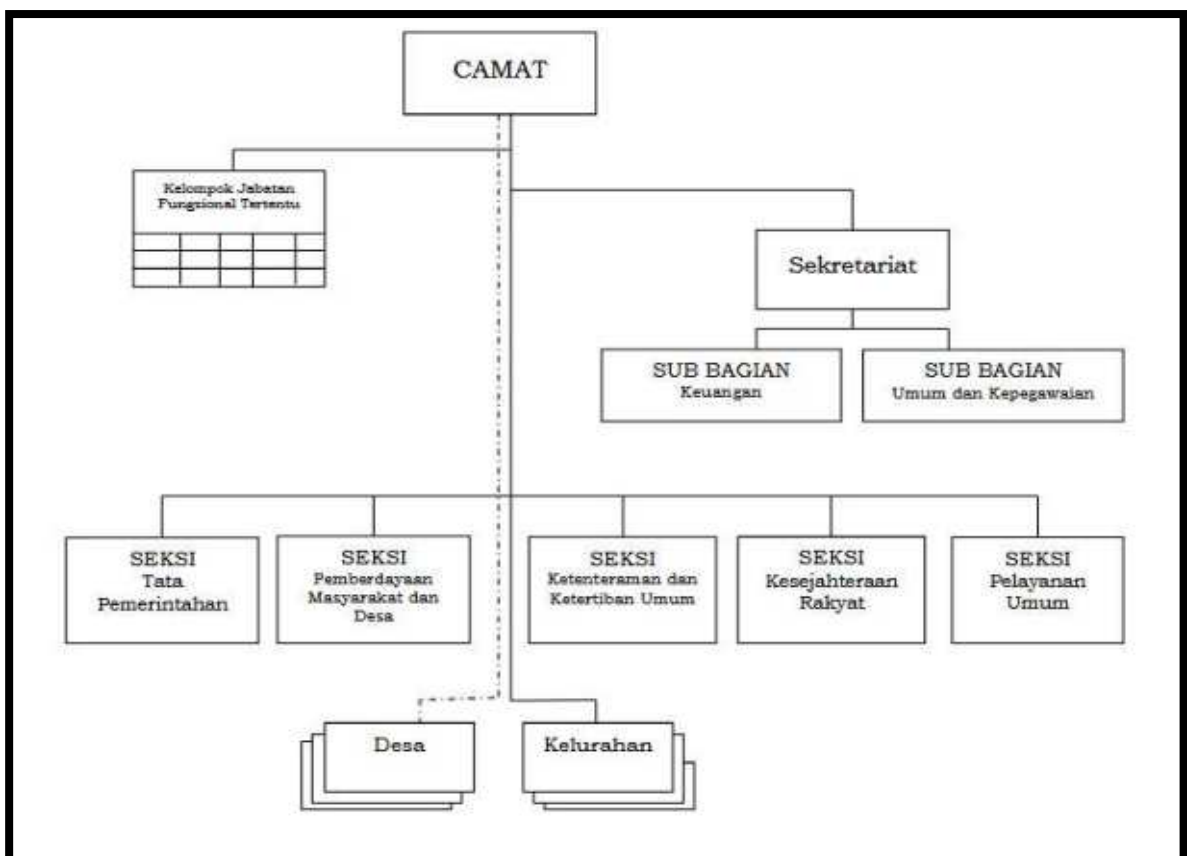 CAMAT
Kelompok Jabatan
Fungsional Tertentu
Sekretariat
SUB BAGIAN
Keuangan
SUB BAGIAN
Umum dan Kepegawaian
SEKSI
Tata
Pemerintahan
SEKSI
Pemberdayaan
Masyarakat dan
Desa
SEKSI
Ketenteraman dan
Ketertiban Umum
SEKSI
Kesejahteraan
Rakyat
SEKSI
Pelayanan
Umum
Desa
Kelurahan